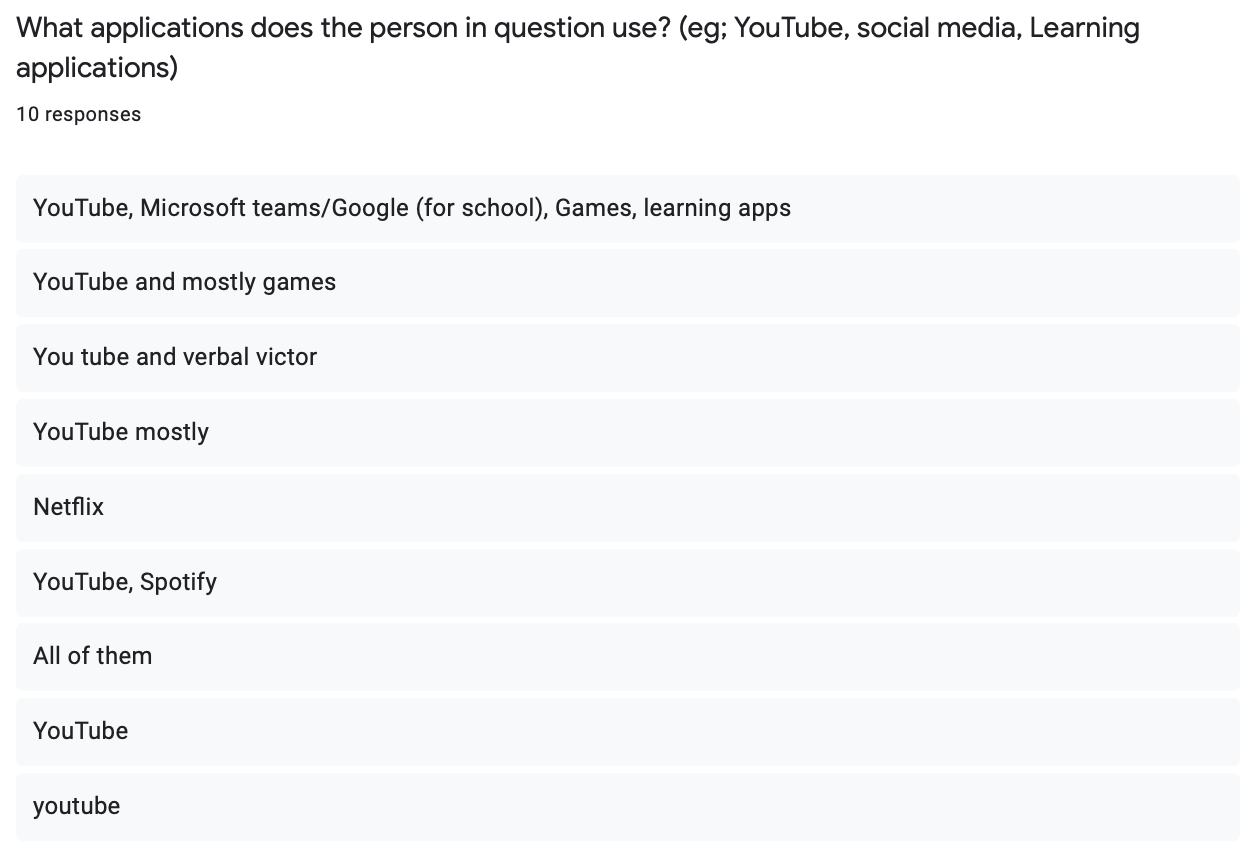 What applications does the person in question use? (eg; YouTube, social media, Learning
applications)
10 responses
YouTube, Microsoft teams/Google (for school), Games, learning apps
YouTube and mostly games
You tube and verbal victor
YouTube mostly
Netflix
YouTube, Spotify
All of them
YouTube
youtube